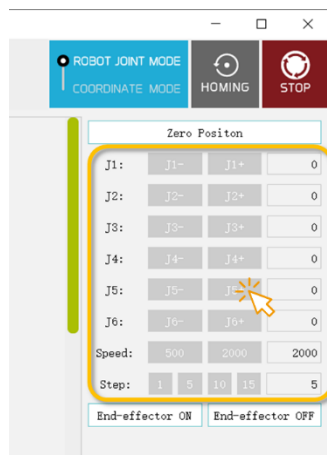 ROBOT JOINT MODE
COORDINATE MODE
HOMING
STOP
Zero Positon
J1: J1- J1+ 0
J2: J2- J2+ 0
J3: J3- J3+ 0
J4: J4- J4+ 0
J5: J5- 0
J6: J6- J6+ 0
Speed: 500 2000 2000
Step: 1 5 10 15 5
End-effector ON End-effector OFF